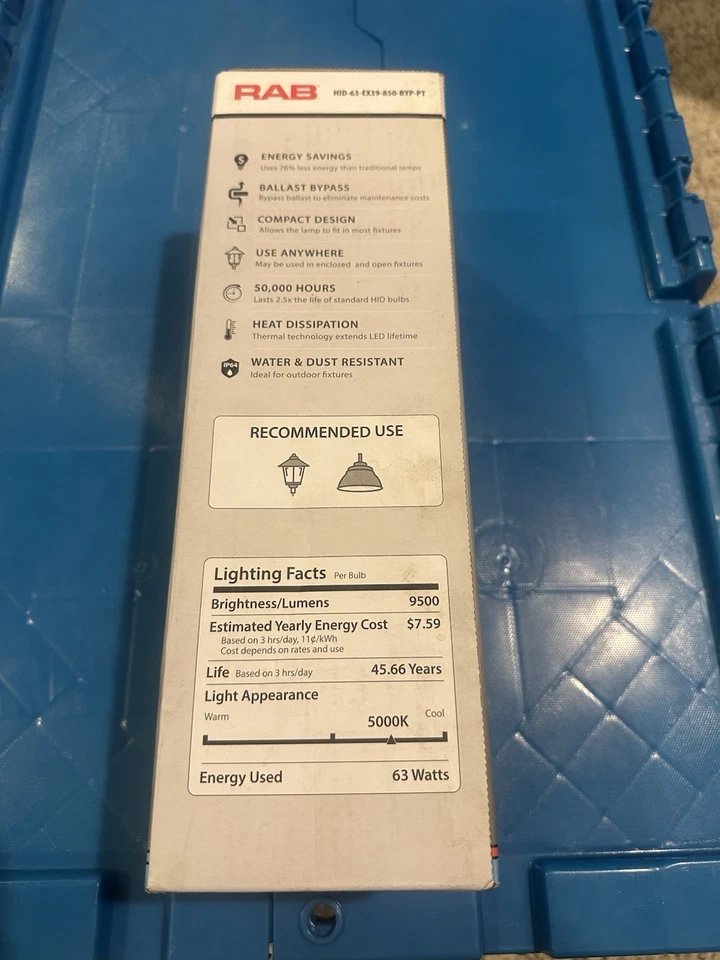 RAB HID-63-EX39-850-BYP-PT
ENERGY SAVINGS
Uses 76% less energy than traditional lamps
BALLAST BYPASS
Bypass ballast to eliminate maintenance costs
COMPACT DESIGN
Allows the lamp to fit in most fixtures
USE ANYWHERE
May be used in enclosed and open fixtures
50,000 HOURS
Lasts 2.5x the life of standard HID bulbs
HEAT DISSIPATION
Thermal technology extends LED lifetime
IP64
WATER & DUST RESISTANT
Ideal for outdoor fixtures
RECOMMENDED USE
Lighting Facts Per Bulb
Brightness/Lumens 9500
Estimated Yearly Energy Cost $7.59
Based on 3 hrs/day, 11¢/kWh
Cost depends on rates and use
Life Based on 3 hrs/day 45.66 Years
Light Appearance
Warm Cool
5000K
Energy Used 63 Watts